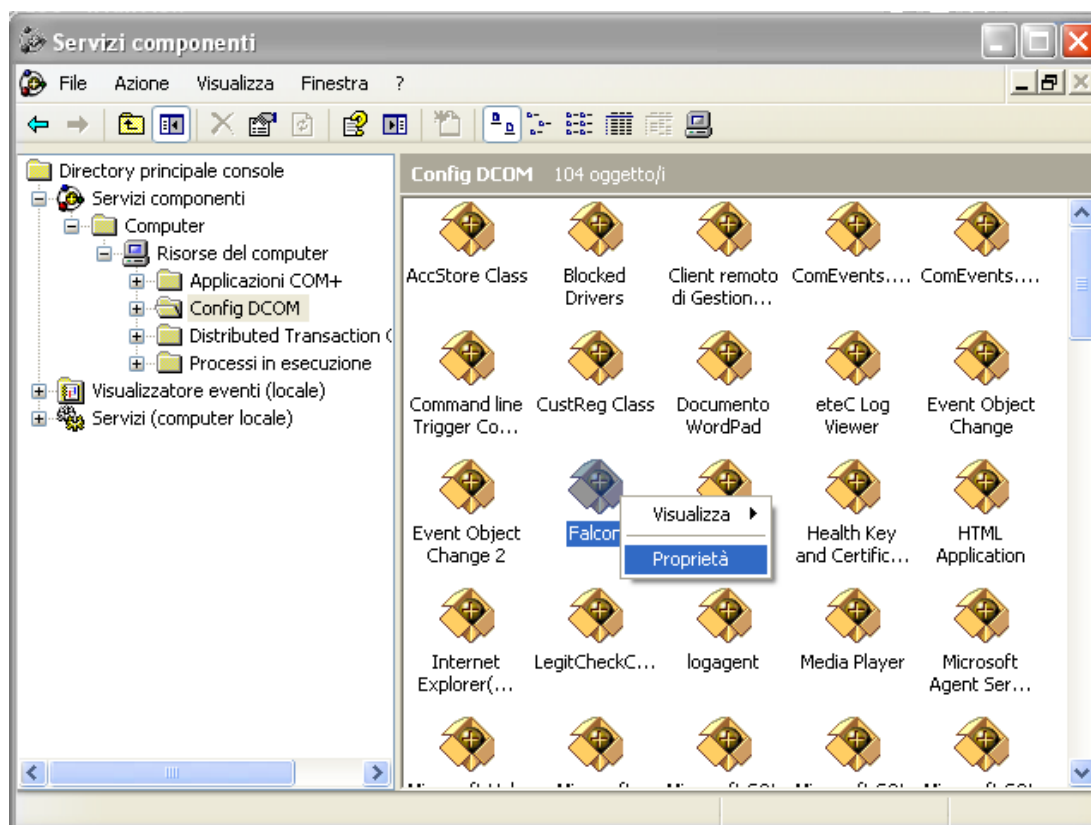 Servizi componenti
File Azione Visualizza Finestra ?
Directory principale console
Servizi componenti
Computer
Risorse del computer
Applicazioni COM+
Config DCOM
Distributed Transaction
Processi in esecuzione
Visualizzatore eventi (locale)
Servizi (computer locale)
Config DCOM 104 oggetto/i
AccStore Class
Blocked
Drivers
Client remoto
di Gestion...
ComEvents....
ComEvents....
Command line
Trigger Co...
CustReg Class
Documento
WordPad
eteC Log
Viewer
Event Object
Change
Event Object
Change 2
Falcon
Visualizza
Proprietà
Health Key
and Certific...
HTML
Application
Internet
Explorer(...
LegitCheckC...
logagent
Media Player
Microsoft
Agent Ser...